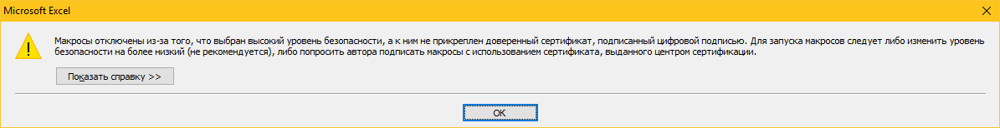 Microsoft Excel
Макросы отключены из-за того, что выбран высокий уровень безопасности, а к ним не прикреплен доверенный сертификат, подписанный цифровой подписью. Для запуска макросов следует либо изменить уровень
безопасности на более низкий (не рекомендуется), либо попросить автора подписать макросы с использованием сертификата, выданного центром сертификации.
Показать справку >>
OK